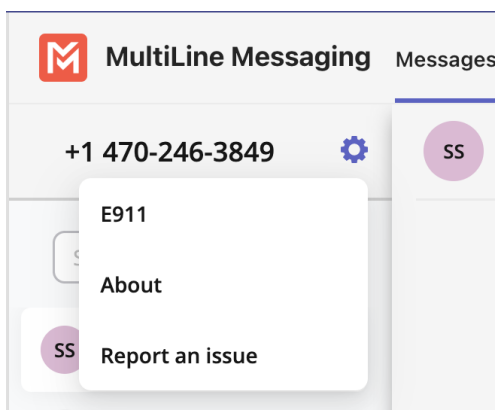 MultiLine Messaging Messages
+1 470-246-3849
SS
E911
About
SS
Report an issue